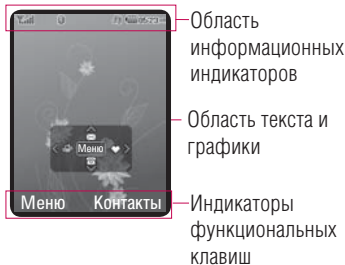 Область
информационных
индикаторов
Область текста и
графики
Меню
Меню
Контакты
Индикаторы
функциональных
клавиш